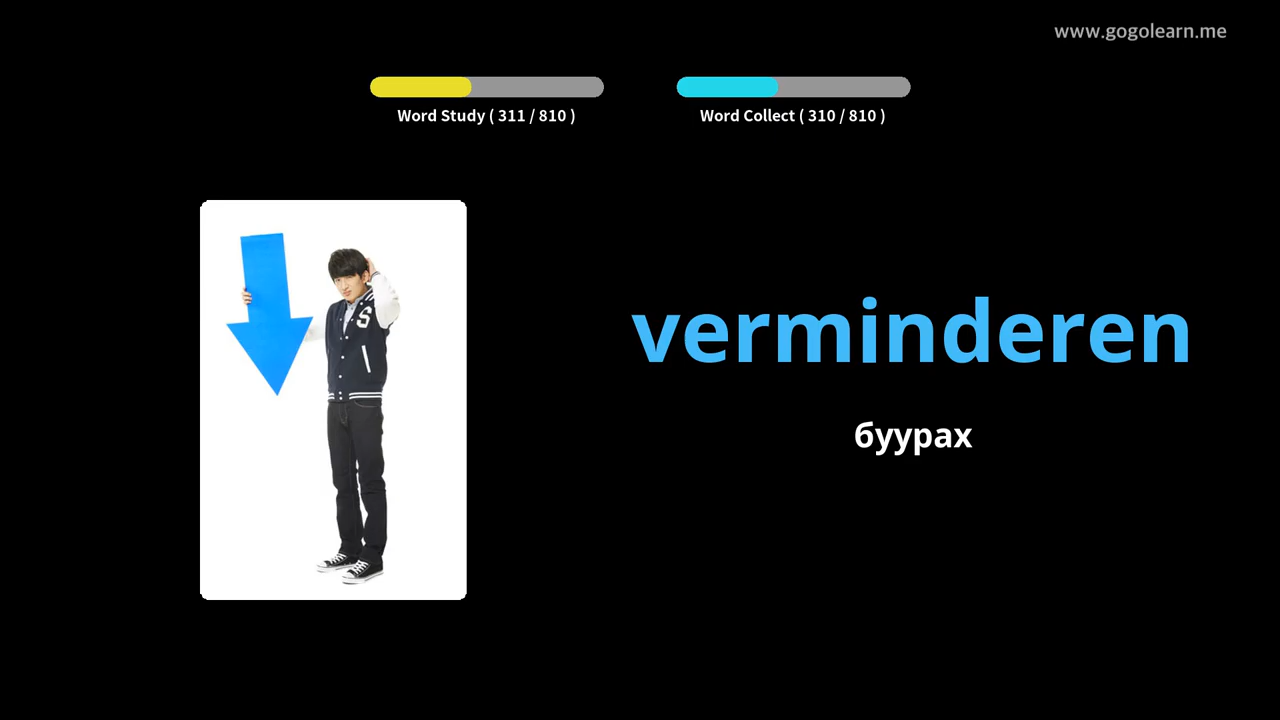 www.gogolearn.me
Word Study ( 311 / 810 )
Word Collect ( 310 / 810 )
S
verminderen
буурах